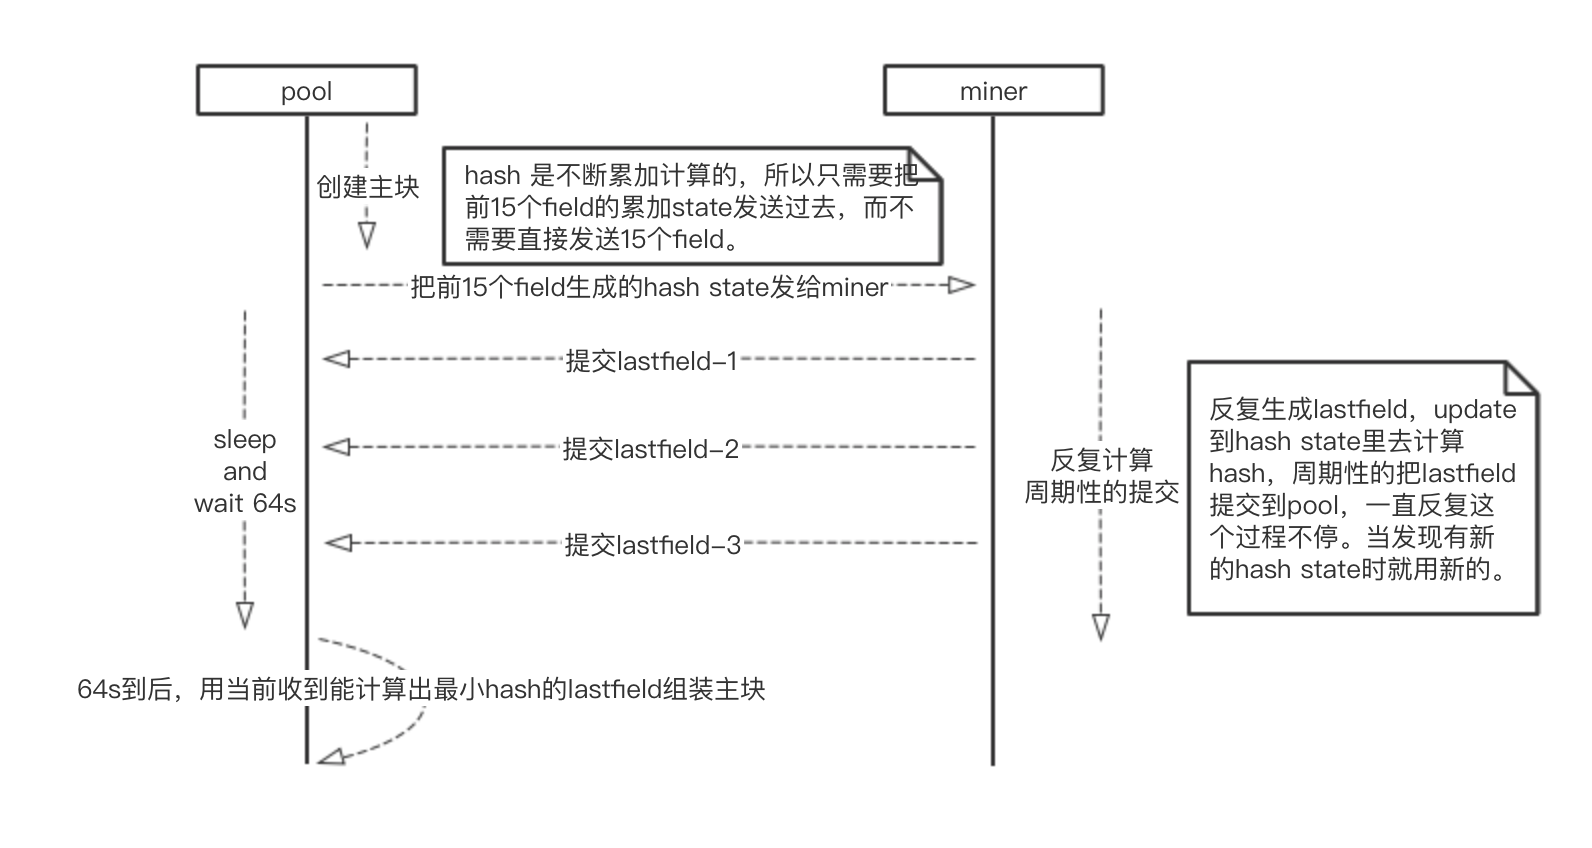 pool
miner
创建主块
hash 是不断累加计算的，所以只需要把
前15个field的累加state发送过去，而不
需要直接发送15个field。
把前15个field生成的hash state发给miner
提交lastfield-1
提交lastfield-2
提交lastfield-3
sleep
and
wait 64s
反复计算
周期性的提交
反复生成lastfield，update
到hash state里去计算
hash，周期性的把lastfield
提交到pool，一直反复这
个过程不停。当发现有新
的hash state时就用新的。
64s到后，用当前收到能计算出最小hash的lastfield组装主块